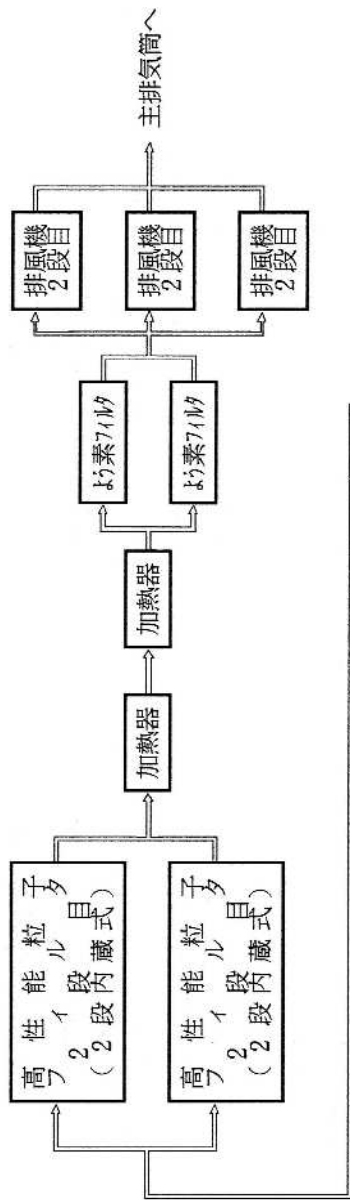 高性能粒子
フィルタ
2段目
(2段内蔵式)
高性能粒子
フィルタ
2段目
(2段内蔵式)
加熱器
加熱器
よう素フィルタ
よう素フィルタ
排風機
2段目
排風機
2段目
排風機
2段目
主排気筒へ